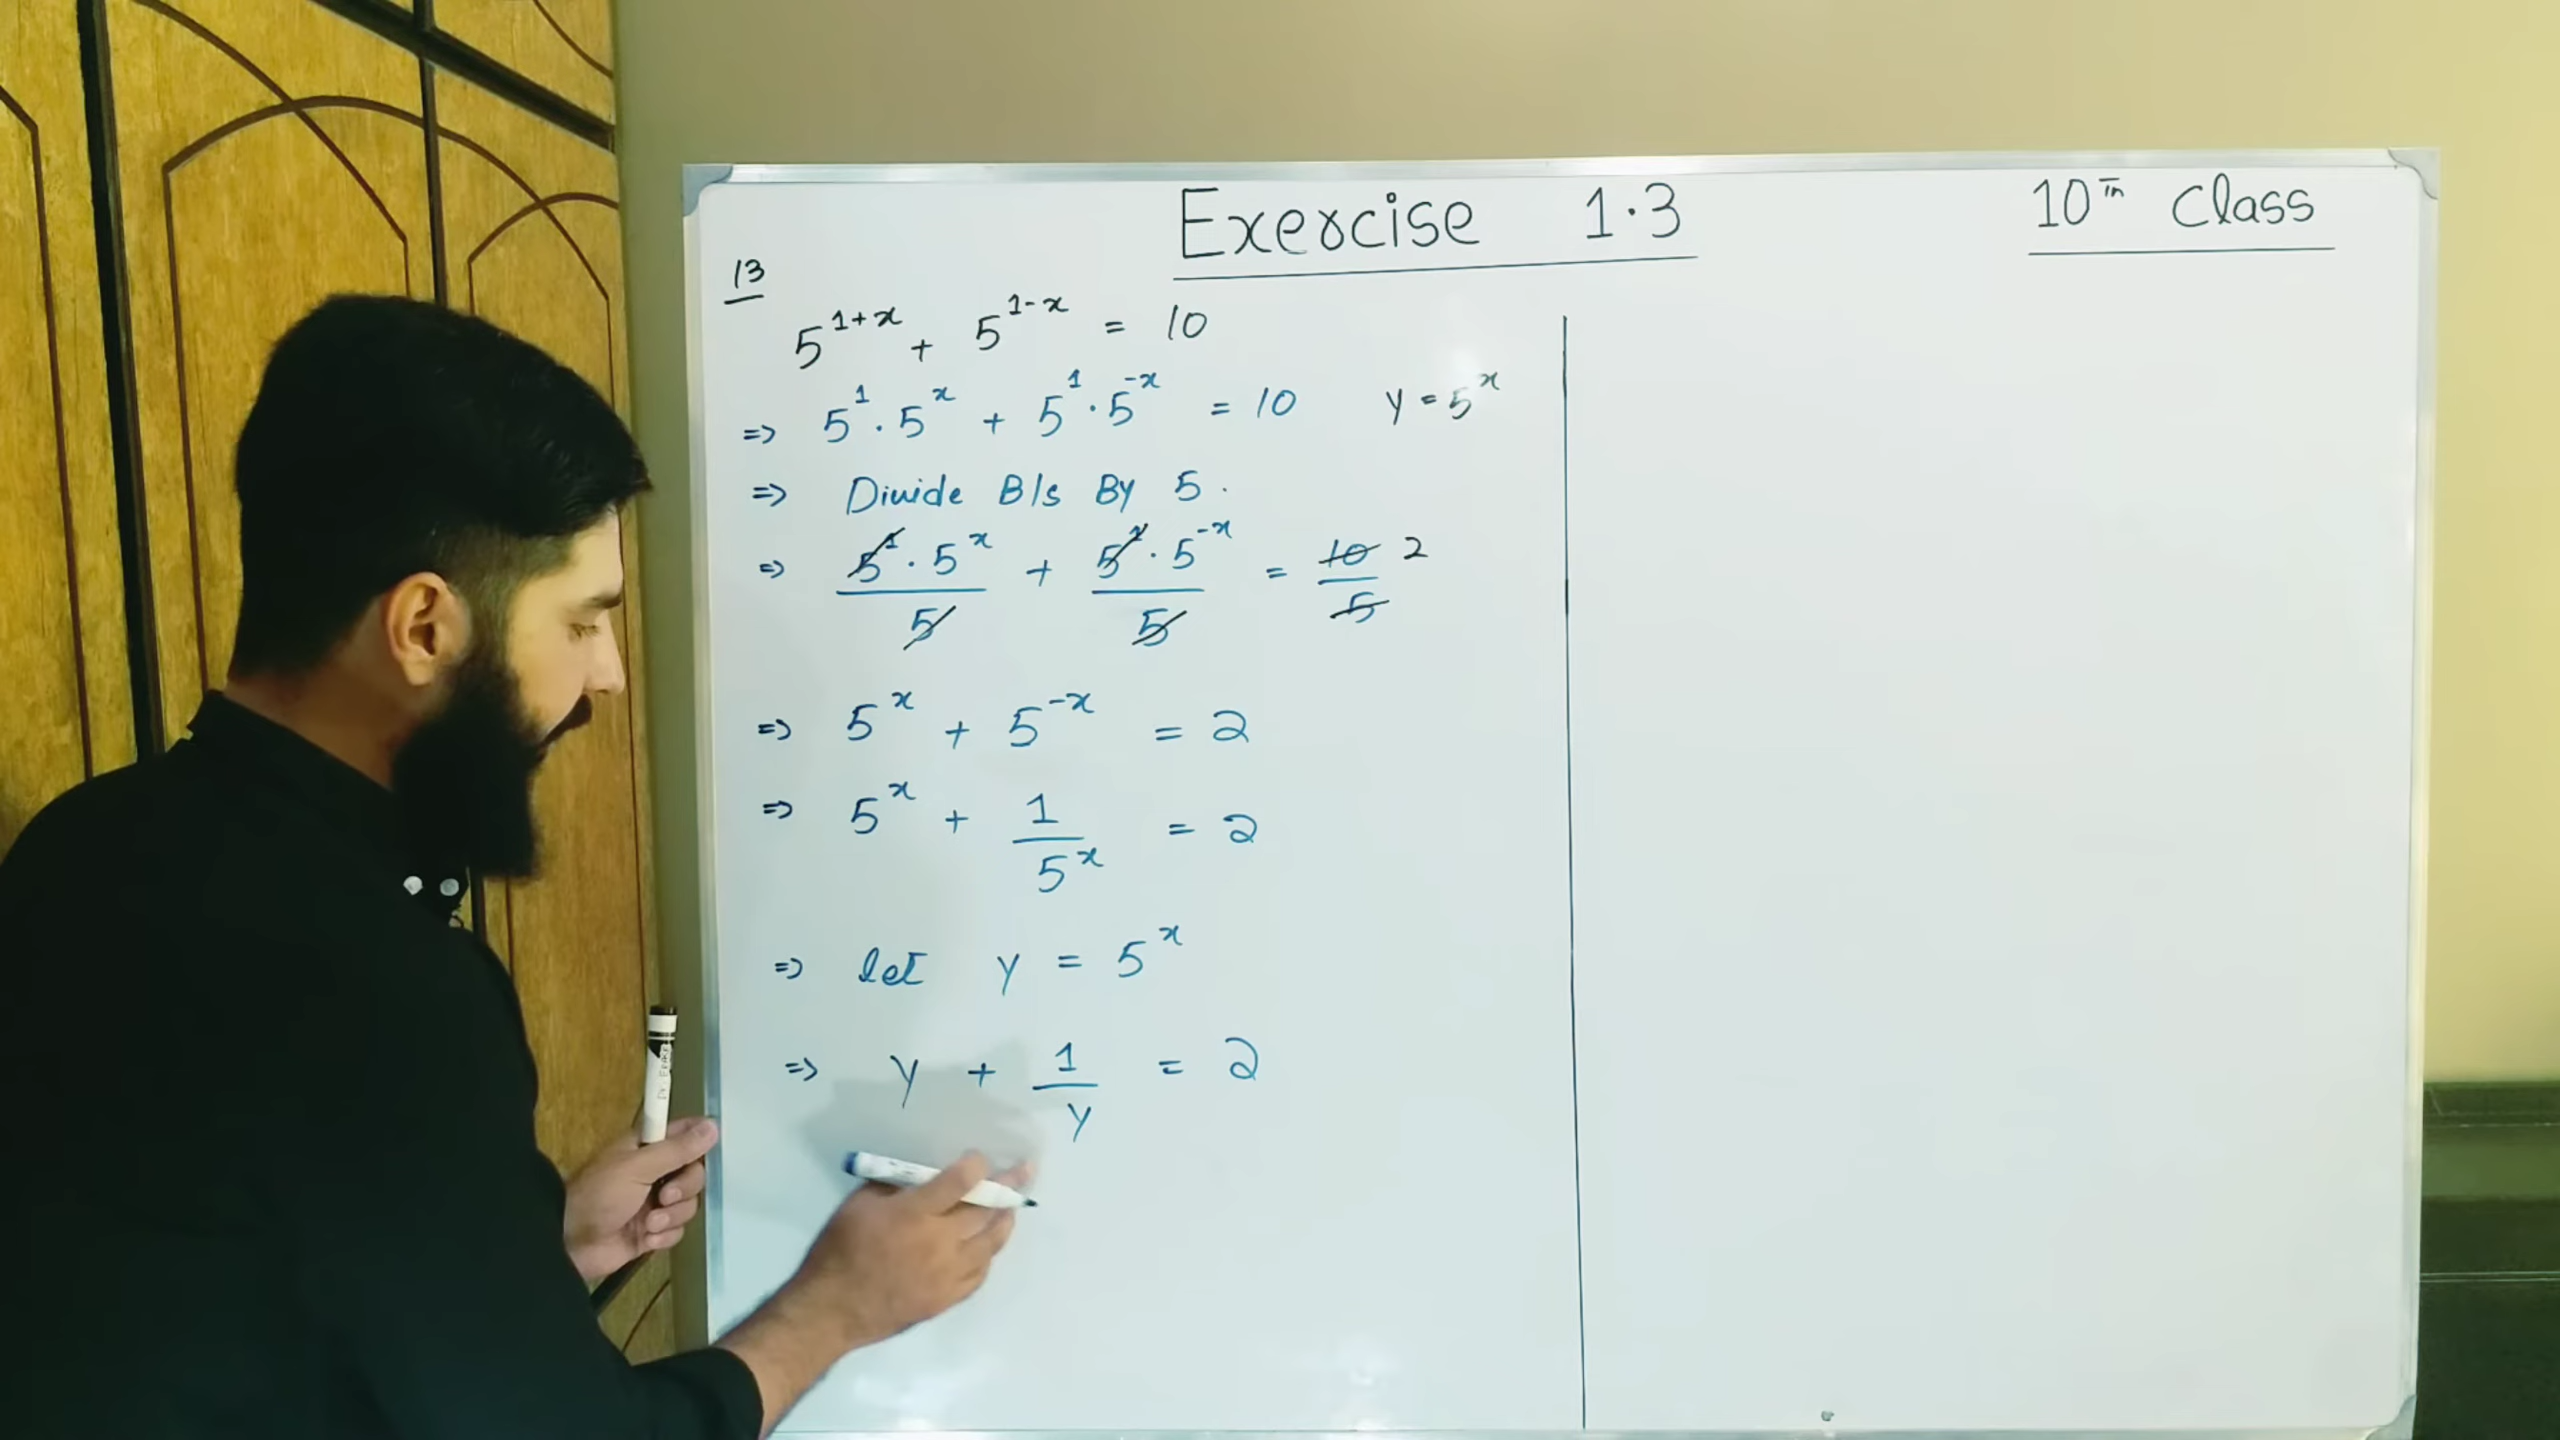 Exercise 1.3
10th Class
13
5^{1+x} + 5^{1-x} = 10
=> 5^1 . 5^x + 5^1 . 5^{-x} = 10 y = 5^x
=> Divide B/s By 5.
=> 5^1 . 5^x / 5 + 5^1 . 5^{-x} / 5 = 10 / 5 2
=> 5^x + 5^{-x} = 2
=> 5^x + 1 / 5^x = 2
=> let y = 5^x
=> y + 1 / y = 2